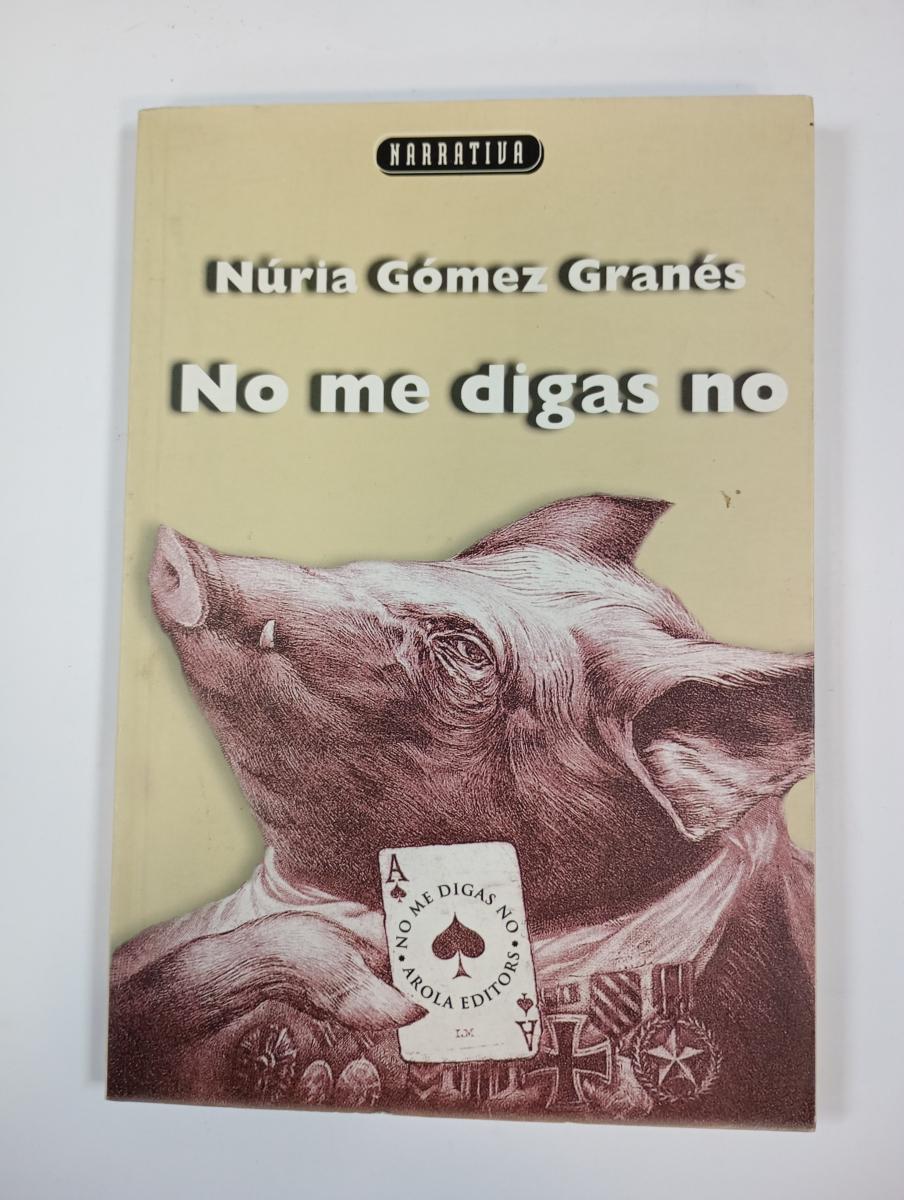 NARRATIVA
Núria Gómez Granés
No me digas no
A
• NO ME DIGAS NO •
AROLA EDITORS
I.M
A